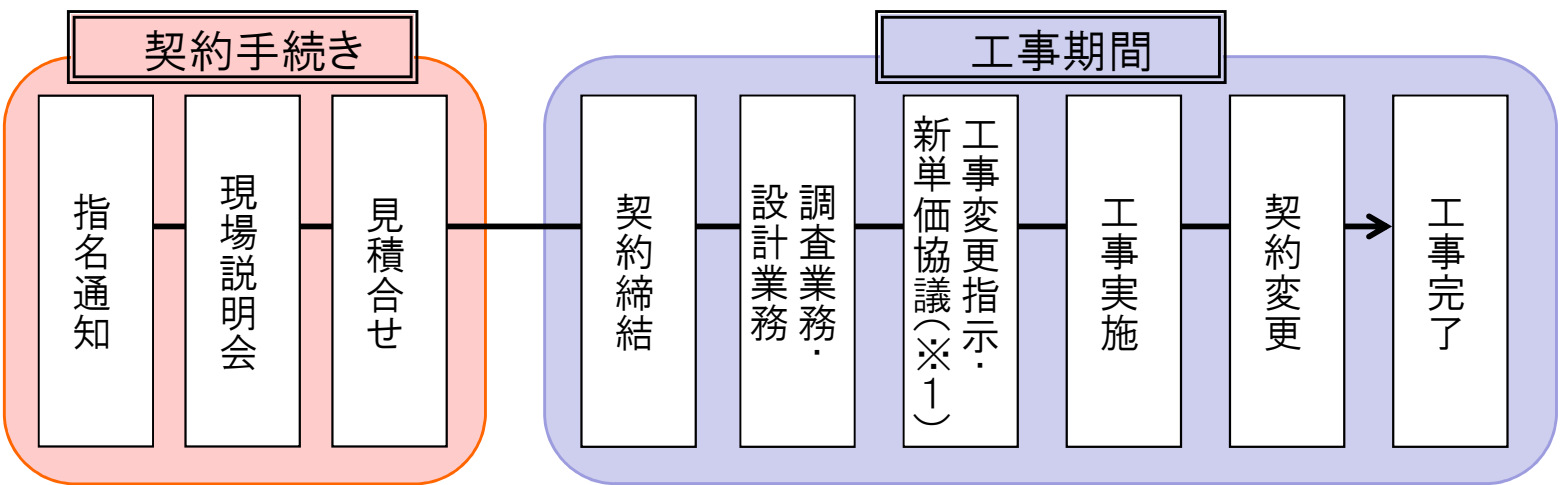 契約手続き
指名通知
現場説明会
見積合せ
工事期間
契約締結
調査業務・
設計業務
工事変更指示・
新単価協議(※1)
工事実施
契約変更
工事完了